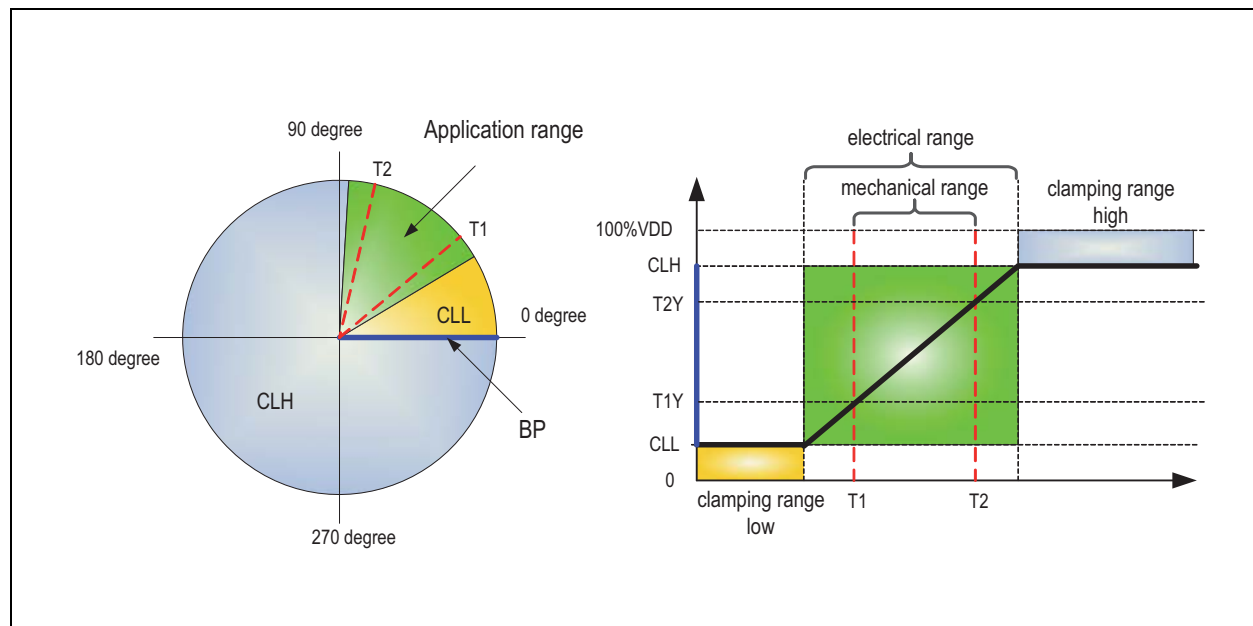 90 degree
Application range
T2
T1
CLL
0 degree
180 degree
CLH
BP
270 degree
electrical range
mechanical range
clamping range
high
100%VDD
CLH
T2Y
T1Y
CLL
0
clamping range
low
T1
T2